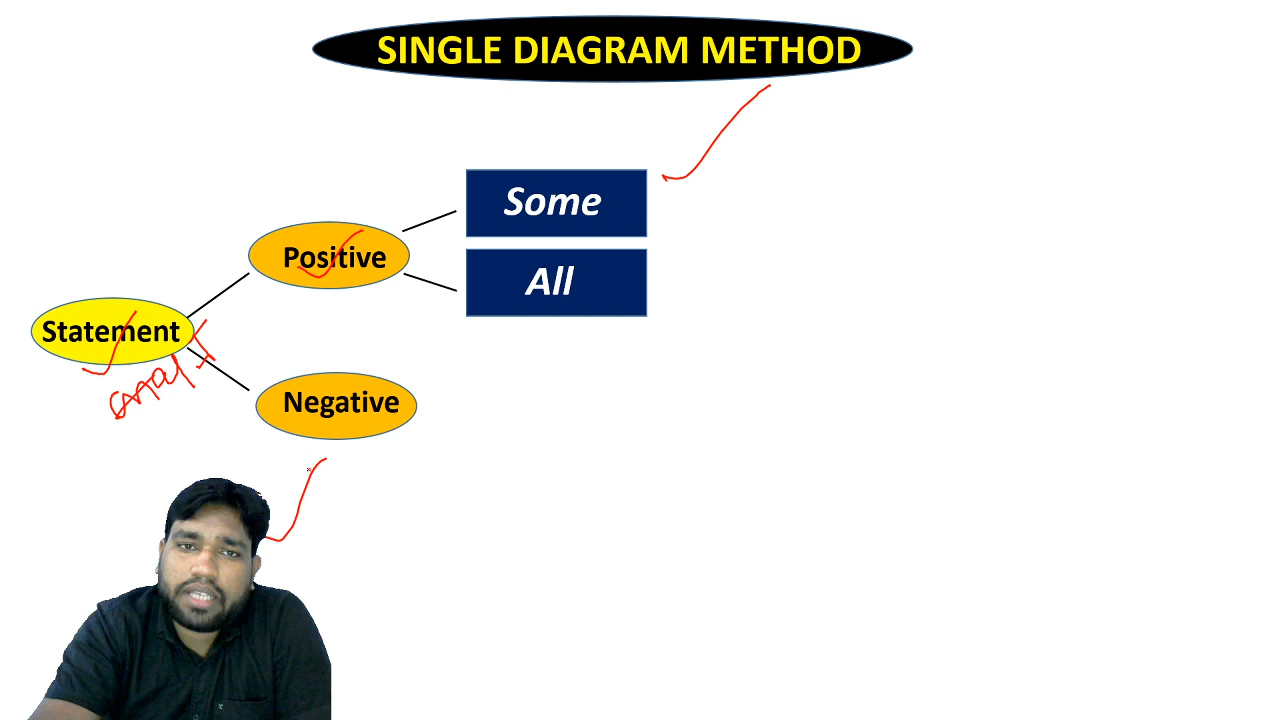 SINGLE DIAGRAM METHOD
Some
Positive
All
Statement
Negative